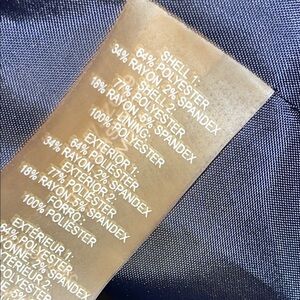 SHELL 1:
64% POLYESTER
34% RAYON, 2% SPANDEX
SHELL 2:
77% POLYESTER
18% RAYON, 5% SPANDEX
LINING:
100% POLYESTER
EXTERIOR 1:
64% POLYESTER
34% RAYON, 2% SPANDEX
EXTERIOR 2:
77% POLYESTER
18% RAYON, 5% SPANDEX
FORRO:
100% POLYESTER
EXTÉRIEUR 1:
64% POLYESTER